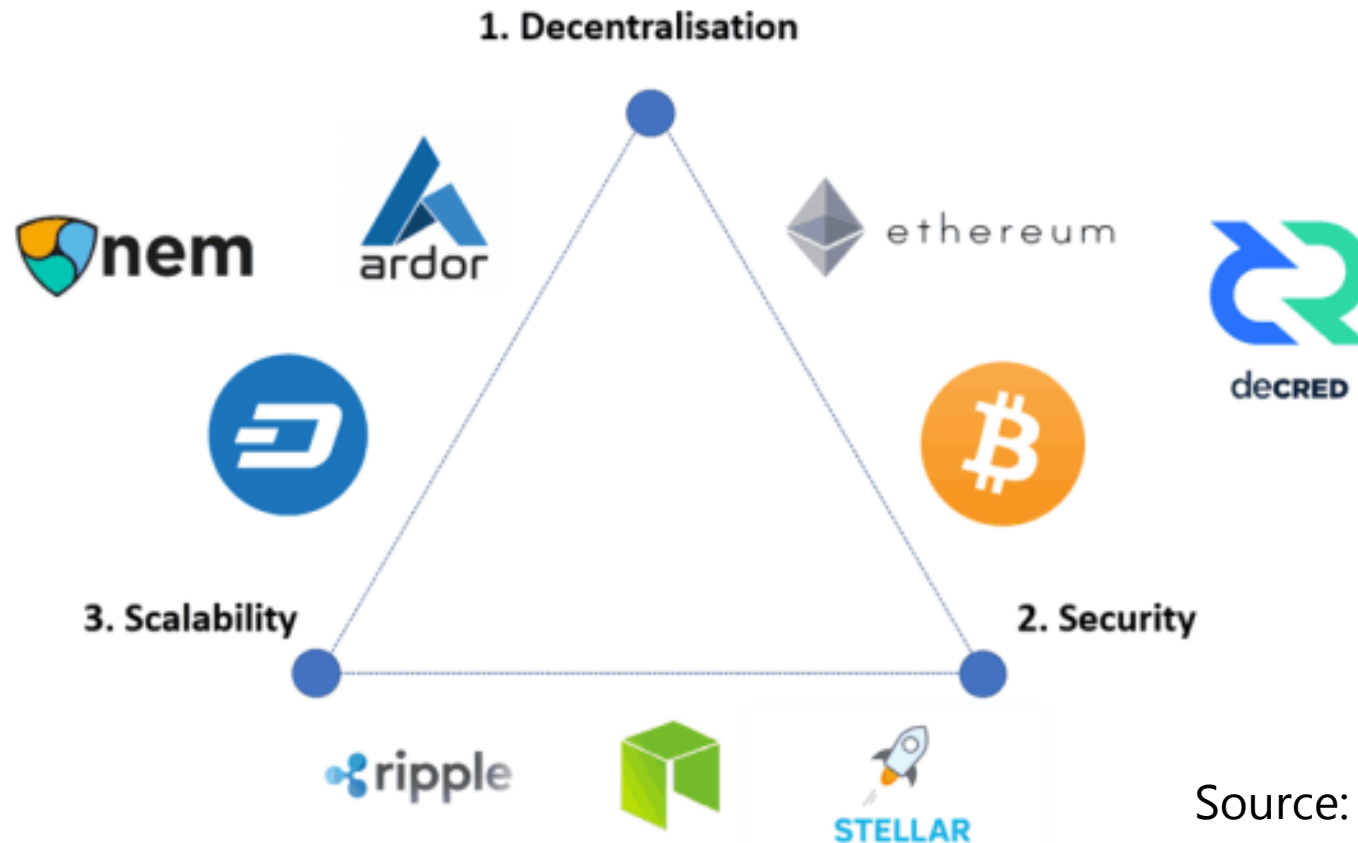 1. Decentralisation
nem
ardor
ethereum
deCRED
3. Scalability
2. Security
ripple
STELLAR
Source: